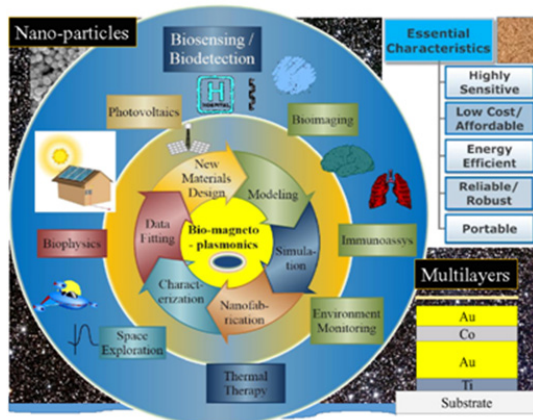 Nano-particles
Biosensing /
Biodetection
HOSPITAL
H
Photovoltaics
Bioimaging
New
Materials
Design
Modeling
Data
Fitting
Bio-magneto
- plasmonics
Simula-
tion
Biophysics
Immunoassys
Charact-
erization
Nanofab-
rication
Space
Exploration
Environment
Monitoring
Thermal
Therapy
Essential
Characteristics
Highly
Sensitive
Low Cost/
Affordable
Energy
Efficient
Reliable/
Robust
Portable
Multilayers
Au
Co
Au
Ti
Substrate